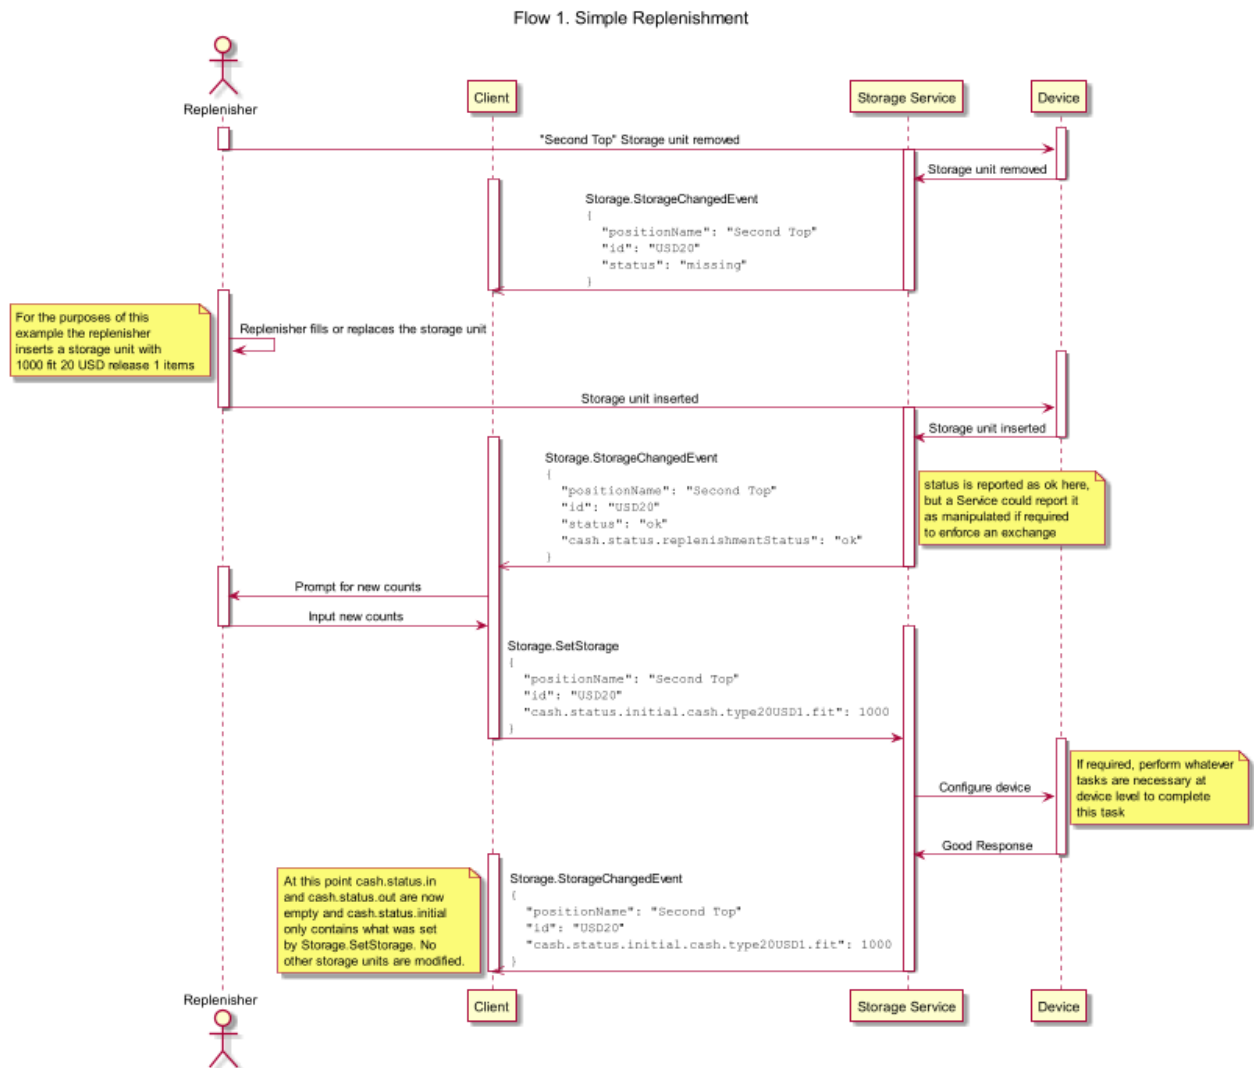 Flow 1. Simple Replenishment
Replenisher
Client
Storage Service
Device
"Second Top" Storage unit removed
Storage unit removed
Storage.StorageChangedEvent
{
"positionName": "Second Top"
"id": "USD20"
"status": "missing"
}
For the purposes of this
example the replenisher
inserts a storage unit with
1000 fit 20 USD release 1 items
Replenisher fills or replaces the storage unit
Storage unit inserted
Storage unit inserted
Storage.StorageChangedEvent
{
"positionName": "Second Top"
"id": "USD20"
"status": "ok"
"cash.status.replenishmentStatus": "ok"
}
status is reported as ok here,
but a Service could report it
as manipulated if required
to enforce an exchange
Prompt for new counts
Input new counts
Storage.SetStorage
{
"positionName": "Second Top"
"id": "USD20"
"cash.status.initial.cash.type20USD1.fit": 1000
}
If required, perform whatever
tasks are necessary at
device level to complete
this task
Configure device
Good Response
At this point cash.status.in
and cash.status.out are now
empty and cash.status.initial
only contains what was set
by Storage.SetStorage. No
other storage units are modified.
Storage.StorageChangedEvent
{
"positionName": "Second Top"
"id": "USD20"
"cash.status.initial.cash.type20USD1.fit": 1000
}
Replenisher
Client
Storage Service
Device